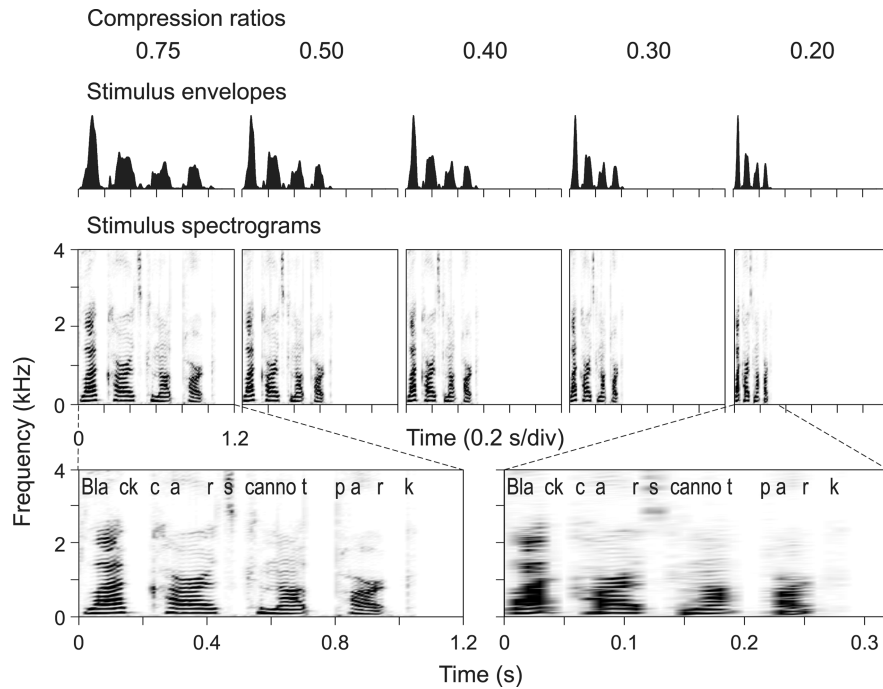 Compression ratios
0.75 0.50 0.40 0.30 0.20
Stimulus envelopes
Stimulus spectrograms
4
2
0
Frequency (kHz)
0 1.2 Time (0.2 s/div)
Bla ck c a r s canno t p a r k
Bla ck c a r s canno t p a r k
4
2
0
0 0.4 0.8 1.2
0 0.1 0.2 0.3
Time (s)